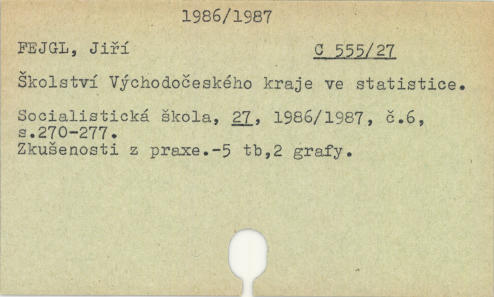 1986/1987
FEJGL, Jiří C 555/27
Školství Východočeského kraje ve statistice.
Socialistická škola, 27, 1986/1987, č.6,
s.270-277.
Zkušenosti z praxe.-5 tb,2 grafy.